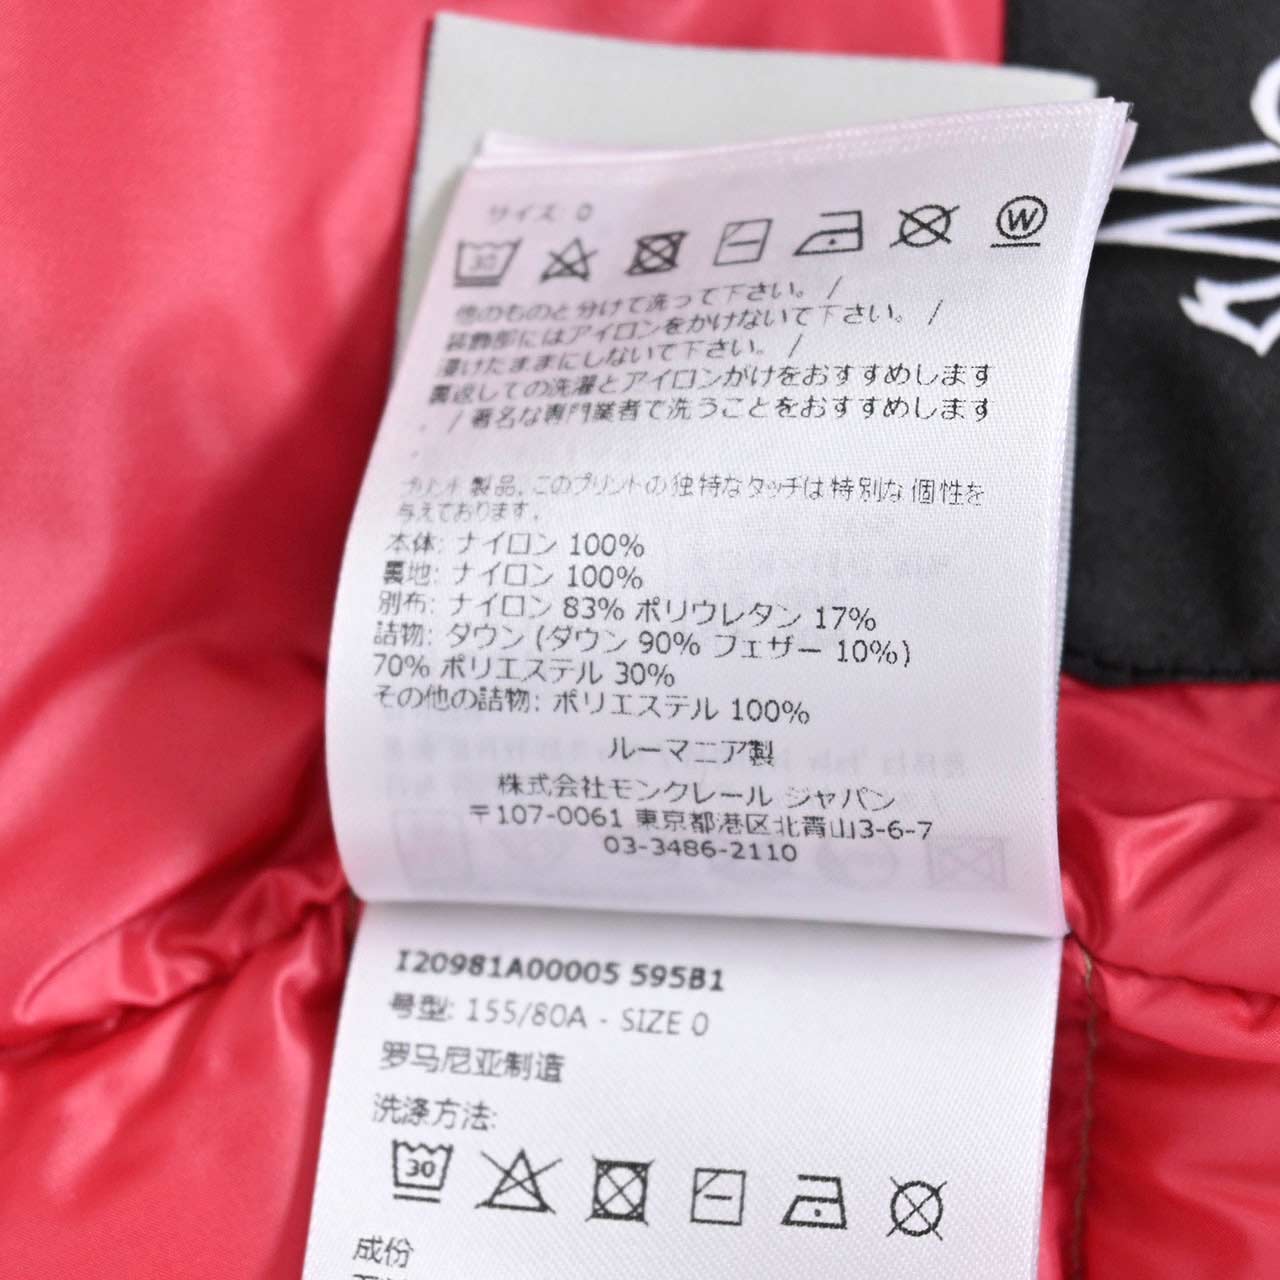 サイズ: 0
30
W
他のものと分けて洗って下さい。 /
装飾部にはアイロンをかけないで下さい。 /
浸けたままにしないで下さい。 /
裏返しての洗濯とアイロンがけをおすすめします
. / 著名な専門業者で洗うことをおすすめします
.
プリント製品, このプリントの独特なタッチは特別な個性を
与えております.
本体: ナイロン 100%
裏地: ナイロン 100%
別布: ナイロン 83% ポリウレタン 17%
詰物: ダウン (ダウン 90% フェザー 10%)
70% ポリエステル 30%
その他の詰物: ポリエステル 100%
ルーマニア製
株式会社モンクレール ジャパン
〒107-0061 東京都港区北青山3-6-7
03-3486-2110
I20981A00005 595B1
号型: 155/80A - SIZE 0
罗马尼亚制造
洗涤方法:
30
成份